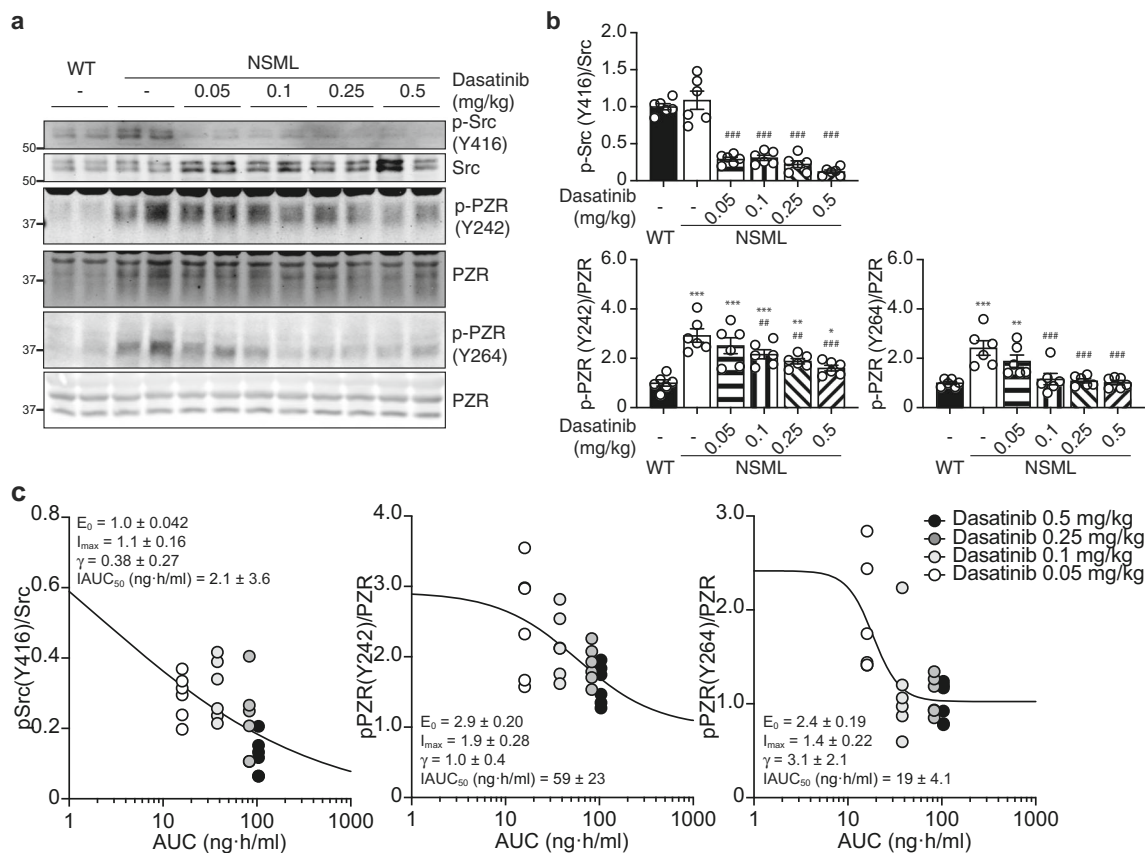 a
WT
NSML
- - 0.05 0.1 0.25 0.5
Dasatinib
(mg/kg)
50
p-Src
(Y416)
50
Src
37
p-PZR
(Y242)
37
PZR
37
p-PZR
(Y264)
37
PZR
b
p-Src (Y416)/Src
2.0
1.5
1.0
0.5
0
### ### ### ###
Dasatinib
(mg/kg)
- - 0.05 0.1 0.25 0.5
WT NSML
p-PZR (Y242)/PZR
6.0
4.0
2.0
0
*** *** *** ** *
## ## ###
Dasatinib
(mg/kg)
- - 0.05 0.1 0.25 0.5
WT NSML
p-PZR (Y264)/PZR
6.0
4.0
2.0
0
*** ** ### ### ###
- - 0.05 0.1 0.25 0.5
WT NSML
c
pSrc(Y416)/Src
0.8
0.6
0.4
0.2
0
E0 = 1.0 ± 0.042
Imax = 1.1 ± 0.16
γ = 0.38 ± 0.27
IAUC50 (ng·h/ml) = 2.1 ± 3.6
1 10 100 1000
AUC (ng·h/ml)
pPZR(Y242)/PZR
4.0
3.0
2.0
1.0
0
E0 = 2.9 ± 0.20
Imax = 1.9 ± 0.28
γ = 1.0 ± 0.4
IAUC50 (ng·h/ml) = 59 ± 23
1 10 100 1000
AUC (ng·h/ml)
pPZR(Y264)/PZR
3.0
2.0
1.0
0
E0 = 2.4 ± 0.19
Imax = 1.4 ± 0.22
γ = 3.1 ± 2.1
IAUC50 (ng·h/ml) = 19 ± 4.1
1 10 100 1000
AUC (ng·h/ml)
Dasatinib 0.5 mg/kg
Dasatinib 0.25 mg/kg
Dasatinib 0.1 mg/kg
Dasatinib 0.05 mg/kg